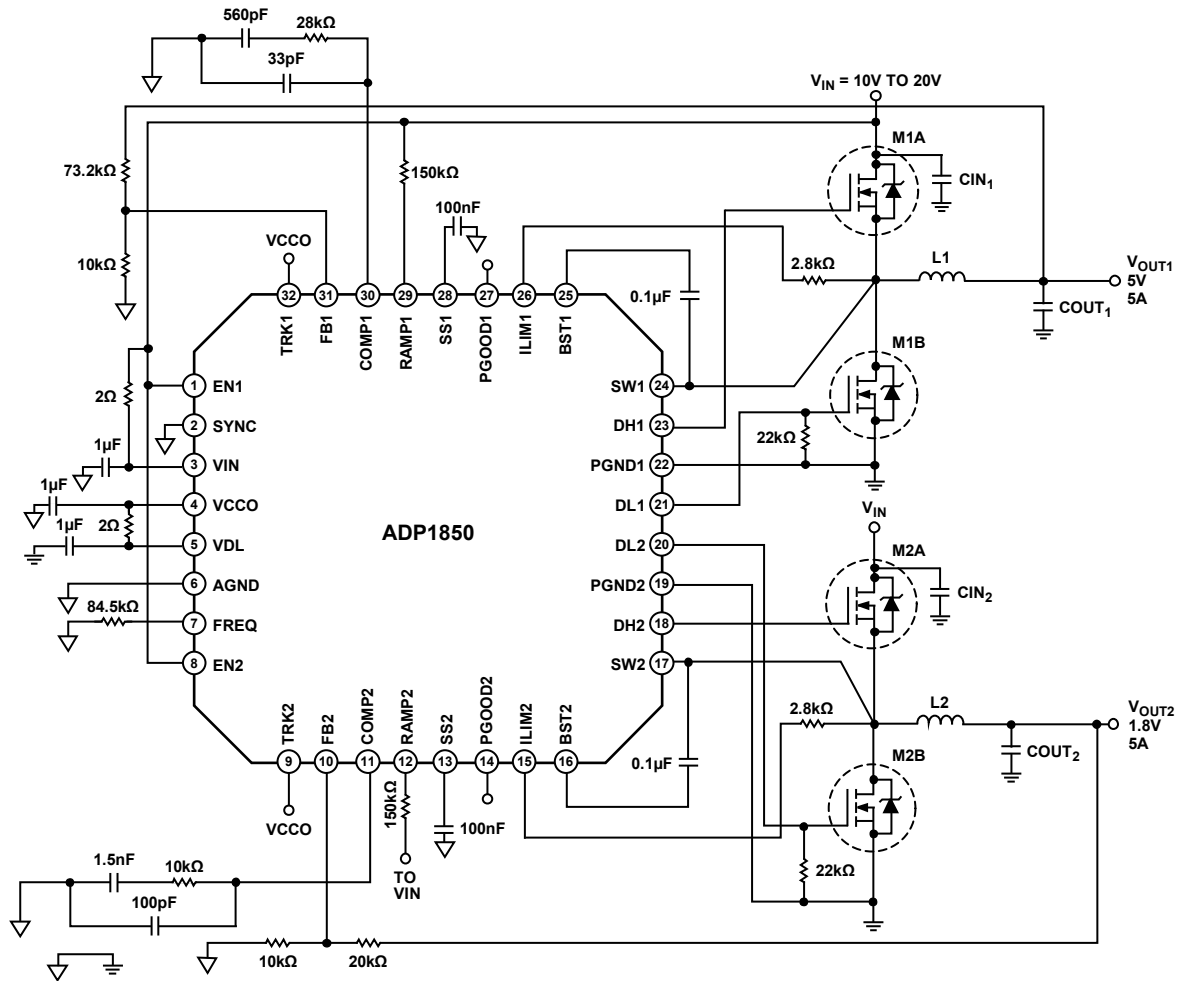 560pF
28kΩ
33pF
V_IN = 10V TO 20V
M1A
73.2kΩ
150kΩ
CIN1
100nF
VCCO
10kΩ
2.8kΩ
L1
V_OUT1
5V
5A
0.1µF
COUT1
32 31 30 29 28 27 26 25
TRK1 FB1 COMP1 RAMP1 SS1 PGOOD1 ILIM1 BST1
M1B
2Ω
1 EN1
SW1 24
2 SYNC
DH1 23
22kΩ
1µF
3 VIN
PGND1 22
1µF
4 VCCO
DL1 21
V_IN
1µF
2Ω
ADP1850
5 VDL
DL2 20
M2A
6 AGND
PGND2 19
CIN2
84.5kΩ
7 FREQ
DH2 18
8 EN2
SW2 17
TRK2 FB2 COMP2 RAMP2 SS2 PGOOD2 ILIM2 BST2
9 10 11 12 13 14 15 16
2.8kΩ
L2
V_OUT2
1.8V
5A
COUT2
0.1µF
M2B
150kΩ
100nF
VCCO
TO
VIN
1.5nF
10kΩ
100pF
22kΩ
10kΩ
20kΩ